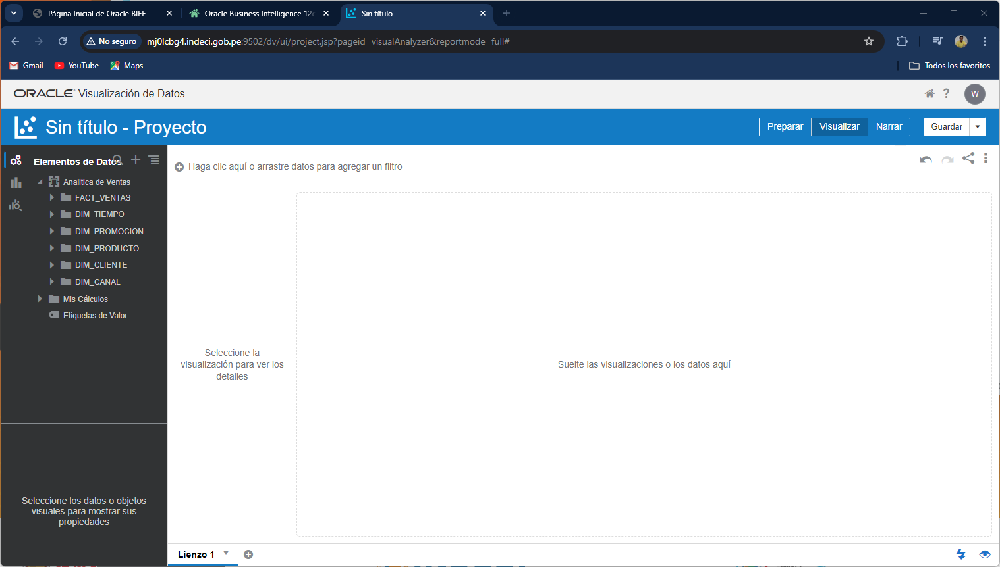 Página Inicial de Oracle BIEE
Oracle Business Intelligence 12c
Sin título
No seguro
mj0lcbg4.indeci.gob.pe:9502/dv/ui/project.jsp?pageid=visualAnalyzer&reportmode=full#
Gmail
YouTube
Maps
Todos los favoritos
ORACLE Visualización de Datos
W
Sin título - Proyecto
Preparar
Visualizar
Narrar
Guardar
Elementos de Datos
Haga clic aquí o arrastre datos para agregar un filtro
Analitica de Ventas
FACT_VENTAS
DIM_TIEMPO
DIM_PROMOCION
DIM_PRODUCTO
DIM_CLIENTE
DIM_CANAL
Mis Cálculos
Etiquetas de Valor
Seleccione la
visualización para ver los
detalles
Suelte las visualizaciones o los datos aquí
Seleccione los datos o objetos
visuales para mostrar sus
propiedades
Lienzo 1